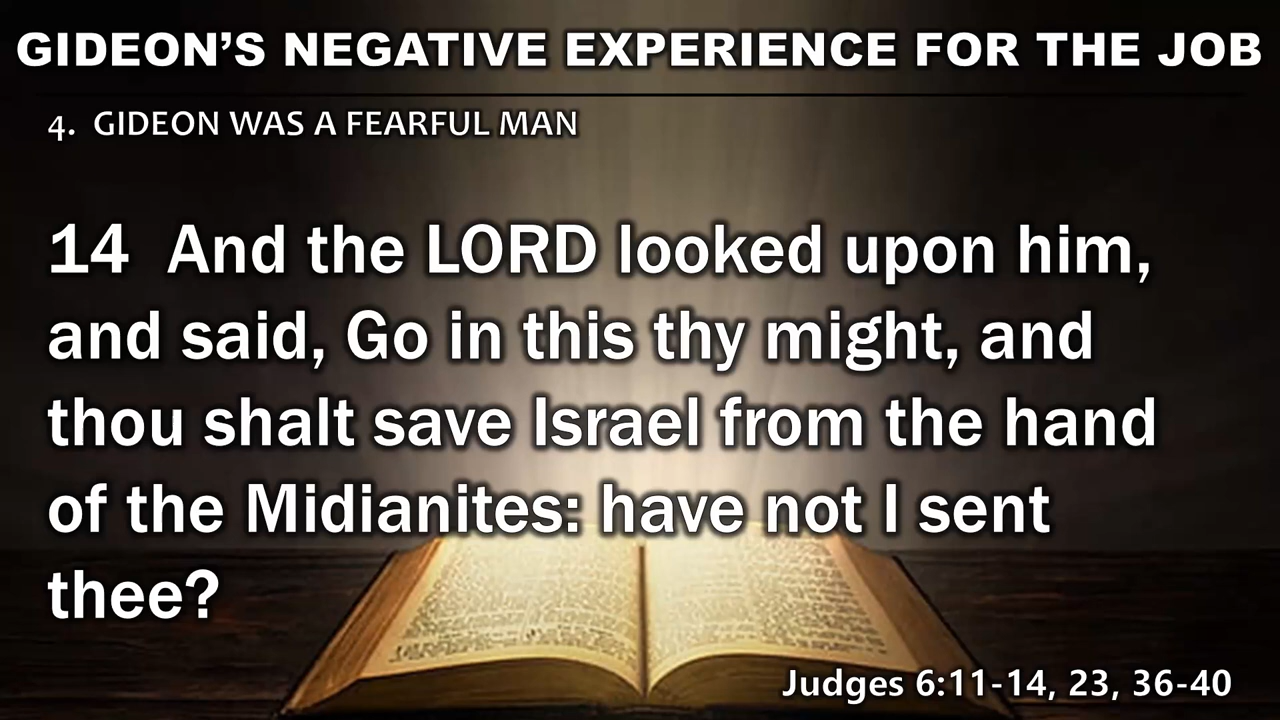 GIDEON’S NEGATIVE EXPERIENCE FOR THE JOB
4. GIDEON WAS A FEARFUL MAN
14 And the LORD looked upon him,
and said, Go in this thy might, and
thou shalt save Israel from the hand
of the Midianites: have not I sent
thee?
Judges 6:11-14, 23, 36-40